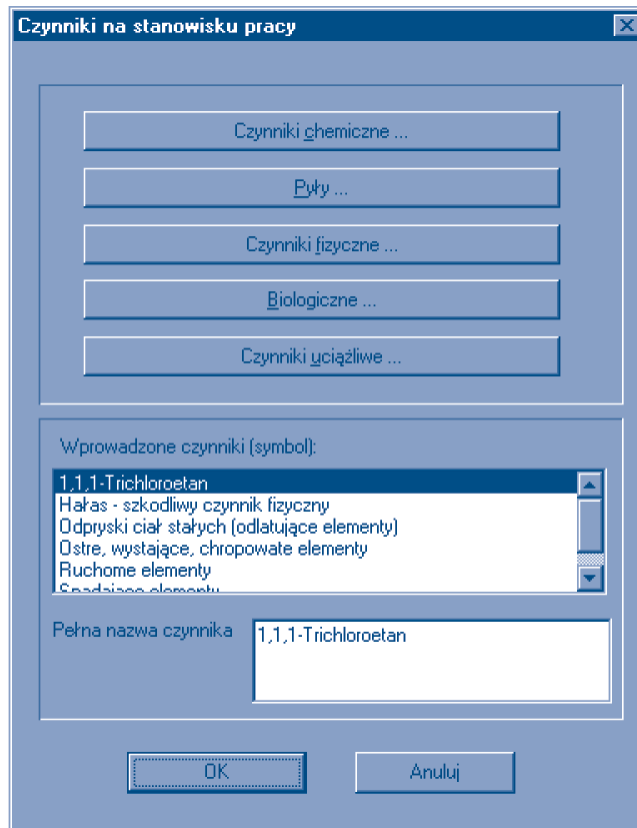 Czynniki na stanowisku pracy
Czynniki chemiczne ...
Pyły ...
Czynniki fizyczne ...
Biologiczne ...
Czynniki uciążliwe ...
Wprowadzone czynniki (symbol):
1,1,1-Trichloroetan
Hałas - szkodliwy czynnik fizyczny
Odpryski ciał stałych (odlatujące elementy)
Ostre, wystające, chropowate elementy
Ruchome elementy
Spadające elementy
Pełna nazwa czynnika
1,1,1-Trichloroetan
OK
Anuluj